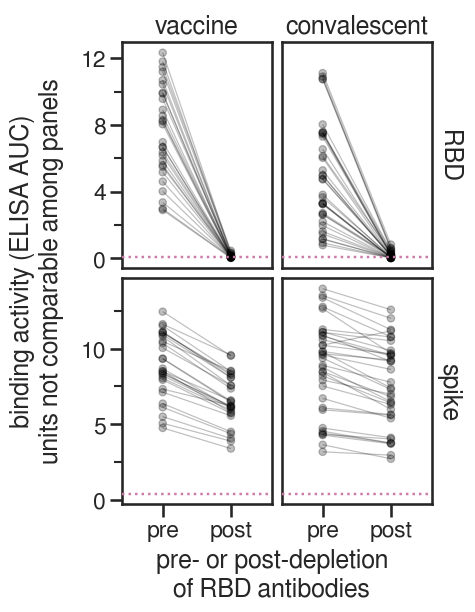 vaccine convalescent
12
8
4
0
RBD
10
5
0
spike
binding activity (ELISA AUC)
units not comparable among panels
pre post pre post
pre- or post-depletion
of RBD antibodies